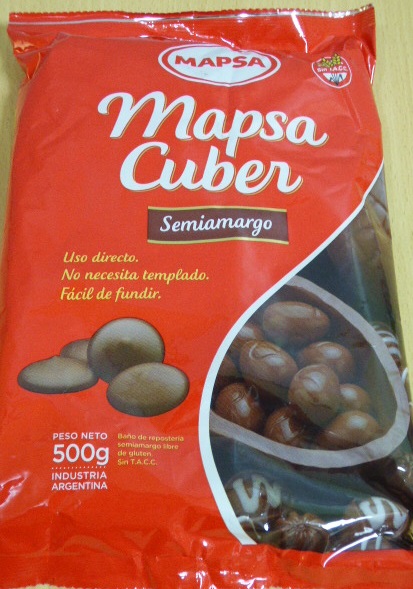 MAPSA
Sin T.A.C.C.
Mapsa
Cuber
Semiamargo
Uso directo.
No necesita templado.
Fácil de fundir.
PESO NETO
500g
INDUSTRIA
ARGENTINA
Baño de repostería
semiamargo libre
de gluten.
Sin T.A.C.C.